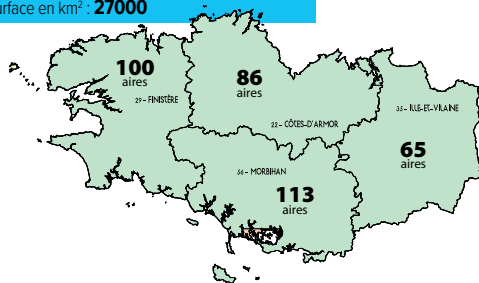 urface en km² : 27000
100
aires
29 – FINISTÈRE
86
aires
22 – CÔTES-D'ARMOR
35 – ILLE-ET-VILAINE
65
aires
56 – MORBIHAN
113
aires